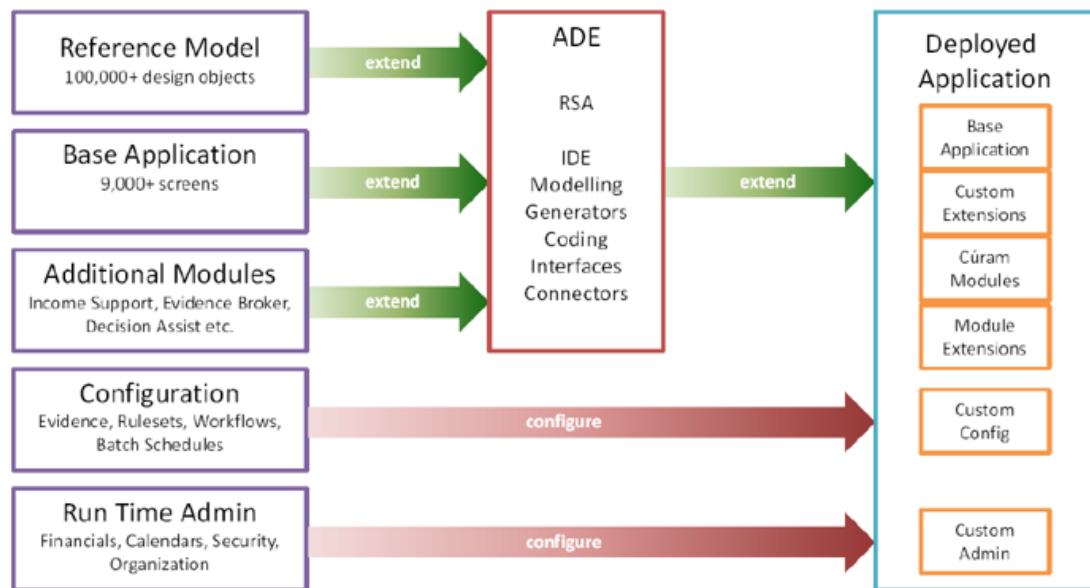 Reference Model
100,000+ design objects
extend
Base Application
9,000+ screens
extend
Additional Modules
Income Support, Evidence Broker,
Decision Assist etc.
extend
Configuration
Evidence, Rulesets, Workflows,
Batch Schedules
configure
Run Time Admin
Financials, Calendars, Security,
Organization
configure
ADE
RSA
IDE
Modelling
Generators
Coding
Interfaces
Connectors
extend
Deployed
Application
Base
Application
Custom
Extensions
Cúram
Modules
Module
Extensions
Custom
Config
Custom
Admin